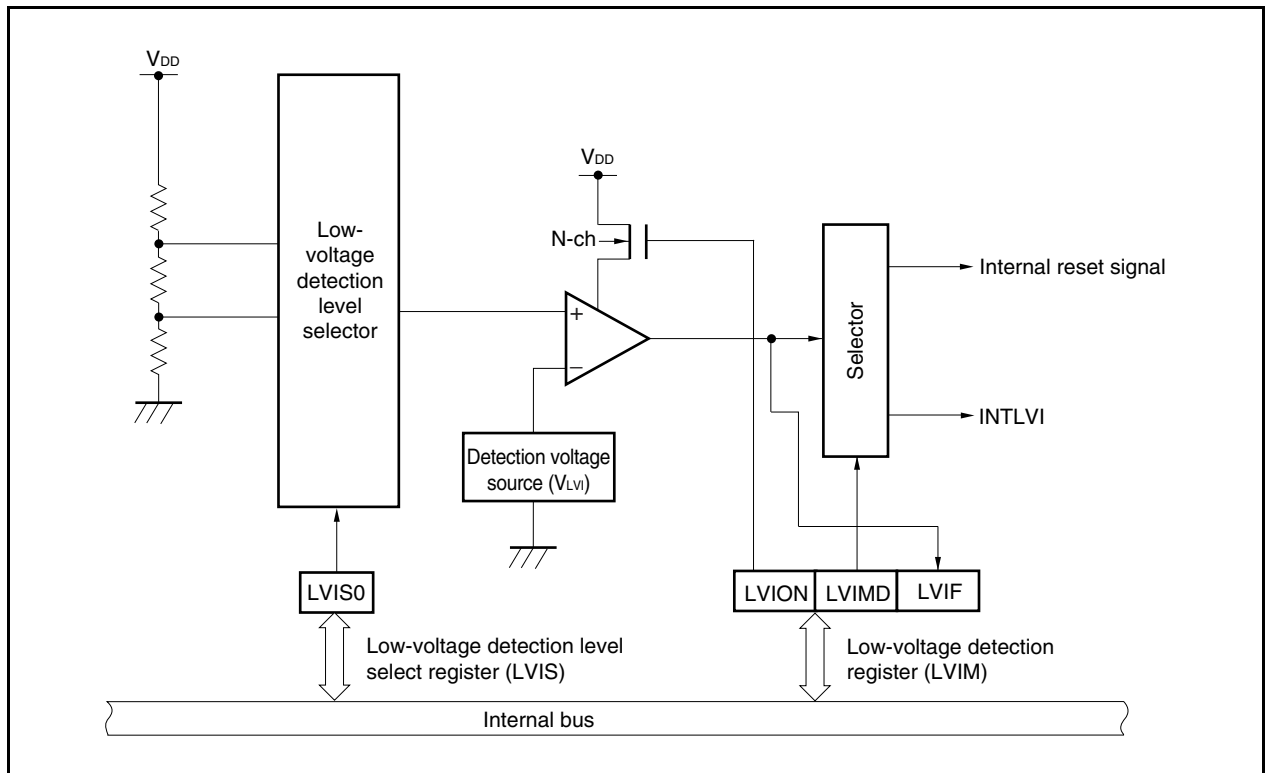 VDD
Low-
voltage
detection
level
selector
VDD
N-ch
+
−
Detection voltage
source (VLVI)
Selector
Internal reset signal
INTLVI
LVIS0
LVION
LVIMD
LVIF
Low-voltage detection level
select register (LVIS)
Low-voltage detection
register (LVIM)
Internal bus